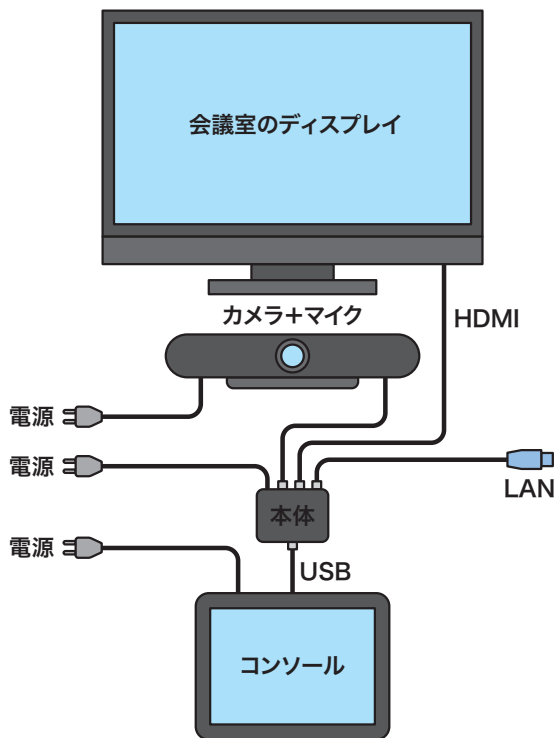 会議室のディスプレイ
カメラ+マイク
HDMI
電源
電源
LAN
本体
電源
USB
コンソール